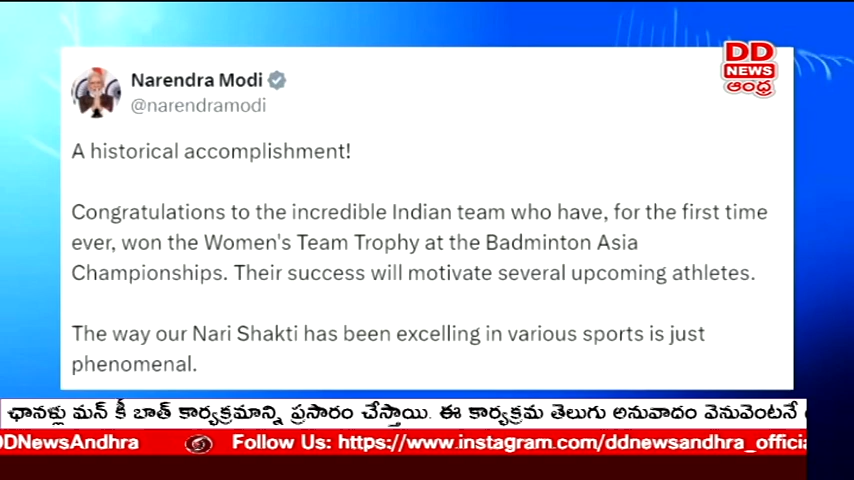 DD
NEWS
ఆంధ్ర
Narendra Modi
@narendramodi
A historical accomplishment!
Congratulations to the incredible Indian team who have, for the first time
ever, won the Women's Team Trophy at the Badminton Asia
Championships. Their success will motivate several upcoming athletes.
The way our Nari Shakti has been excelling in various sports is just
phenomenal.
ఛానళ్లు మన్ కీ బాత్ కార్యక్రమాన్ని ప్రసారం చేస్తాయి. ఈ కార్యక్రమ తెలుగు అనువాదం వెనువెంటనే
DDNewsAndhra Follow Us: https://www.instagram.com/ddnewsandhra_officia